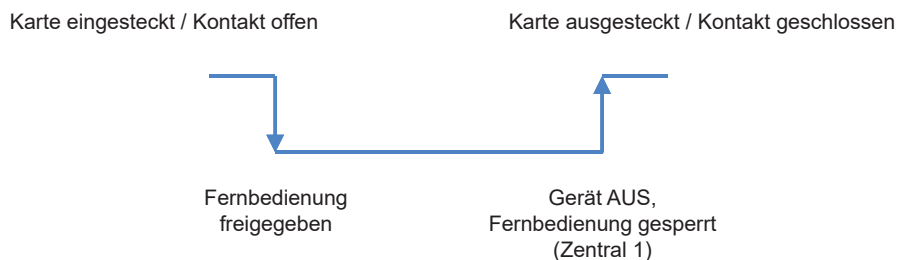 Karte eingesteckt / Kontakt offen
Karte ausgesteckt / Kontakt geschlossen
Fernbedienung
freigegeben
Gerät AUS,
Fernbedienung gesperrt
(Zentral 1)